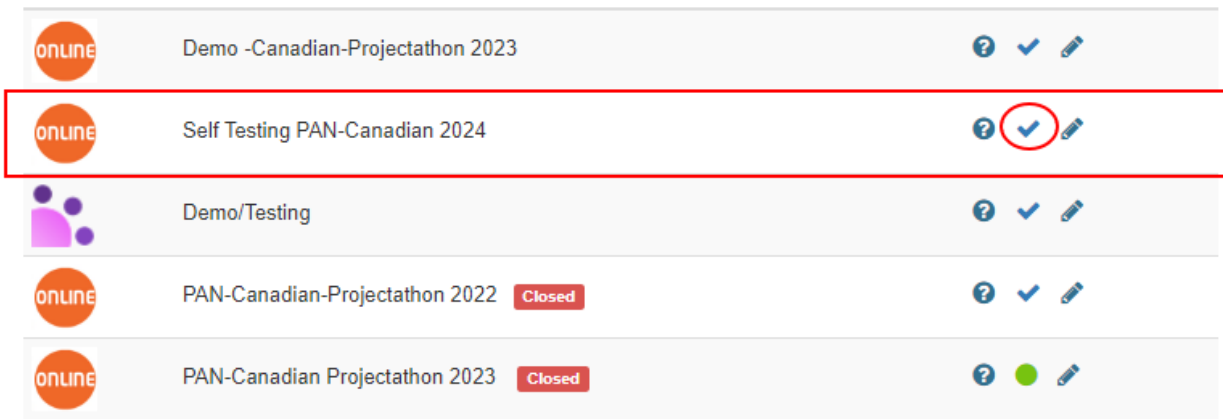 ONLINE Demo -Canadian-Projectathon 2023 ?
ONLINE Self Testing PAN-Canadian 2024 ?
Demo/Testing ?
ONLINE PAN-Canadian-Projectathon 2022 Closed ?
ONLINE PAN-Canadian Projectathon 2023 Closed ?